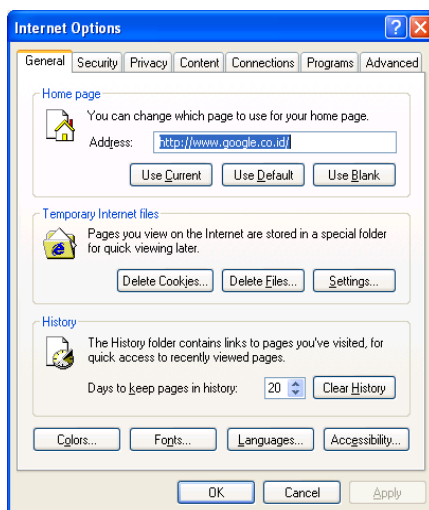 Internet Options
General Security Privacy Content Connections Programs Advanced
Home page
You can change which page to use for your home page.
Address: http://www.google.co.id/
Use Current Use Default Use Blank
Temporary Internet files
Pages you view on the Internet are stored in a special folder
for quick viewing later.
Delete Cookies... Delete Files... Settings...
History
The History folder contains links to pages you've visited, for
quick access to recently viewed pages.
Days to keep pages in history: 20 Clear History
Colors... Fonts... Languages... Accessibility...
OK Cancel Apply